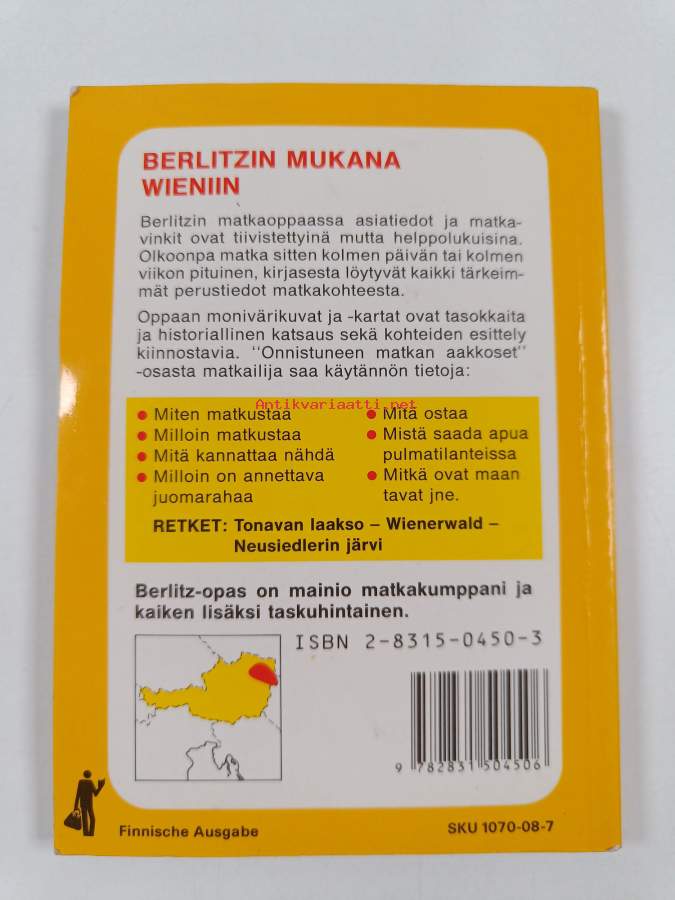 BERLITZIN MUKANA
WIENIIN
Berlitzin matkaoppaassa asiatiedot ja matka-
vinkit ovat tiivistettyinä mutta helppolukuisina.
Olkoonpa matka sitten kolmen päivän tai kolmen
viikon pituinen, kirjasesta löytyvät kaikki tärkeim-
mät perustiedot matkakohteesta.
Oppaan monivärikuvat ja -kartat ovat tasokkaita
ja historiallinen katsaus sekä kohteiden esittely
kiinnostavia. "Onnistuneen matkan aakkoset"
-osasta matkailija saa käytännön tietoja:
Antikvariaatti.net
• Miten matkustaa
• Milloin matkustaa
• Mitä kannattaa nähdä
• Milloin on annettava
juomarahaa
• Mitä ostaa
• Mistä saada apua
pulmatilanteissa
• Mitkä ovat maan
tavat jne.
RETKET: Tonavan laakso – Wienerwald –
Neusiedlerin järvi
Berlitz-opas on mainio matkakumppani ja
kaiken lisäksi taskuhintainen.
ISBN 2-8315-0450-3
9 782831 504506
Finnische Ausgabe
SKU 1070-08-7